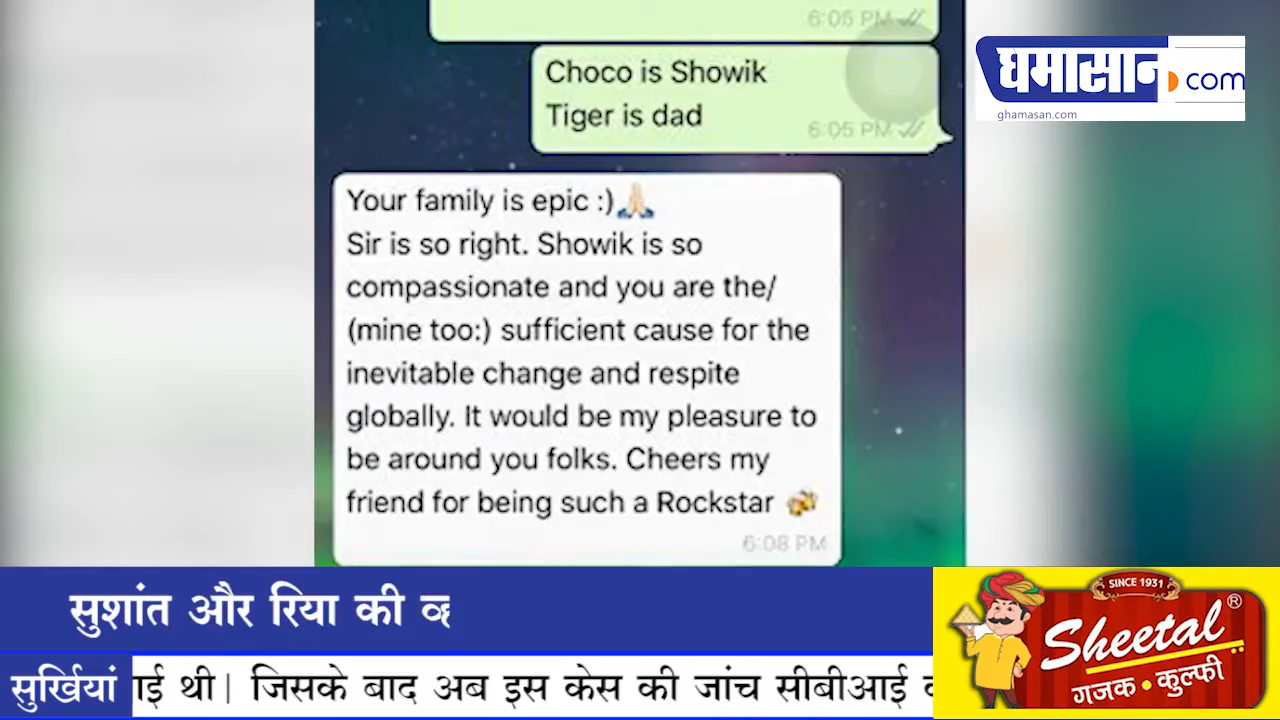 6:05 PM
Choco is Showik
Tiger is dad
6:05 PM
घमासान.com
ghamasan.com
Your family is epic :)🙏🏻
Sir is so right. Showik is so
compassionate and you are the/
(mine too:) sufficient cause for the
inevitable change and respite
globally. It would be my pleasure to
be around you folks. Cheers my
friend for being such a Rockstar
6:08 PM
सुशांत और रिया की
सुर्खियां
गई थी| जिसके बाद अब इस केस की जांच सीबीआई
SINCE 1931
Sheetal®
गजक • कुल्फी